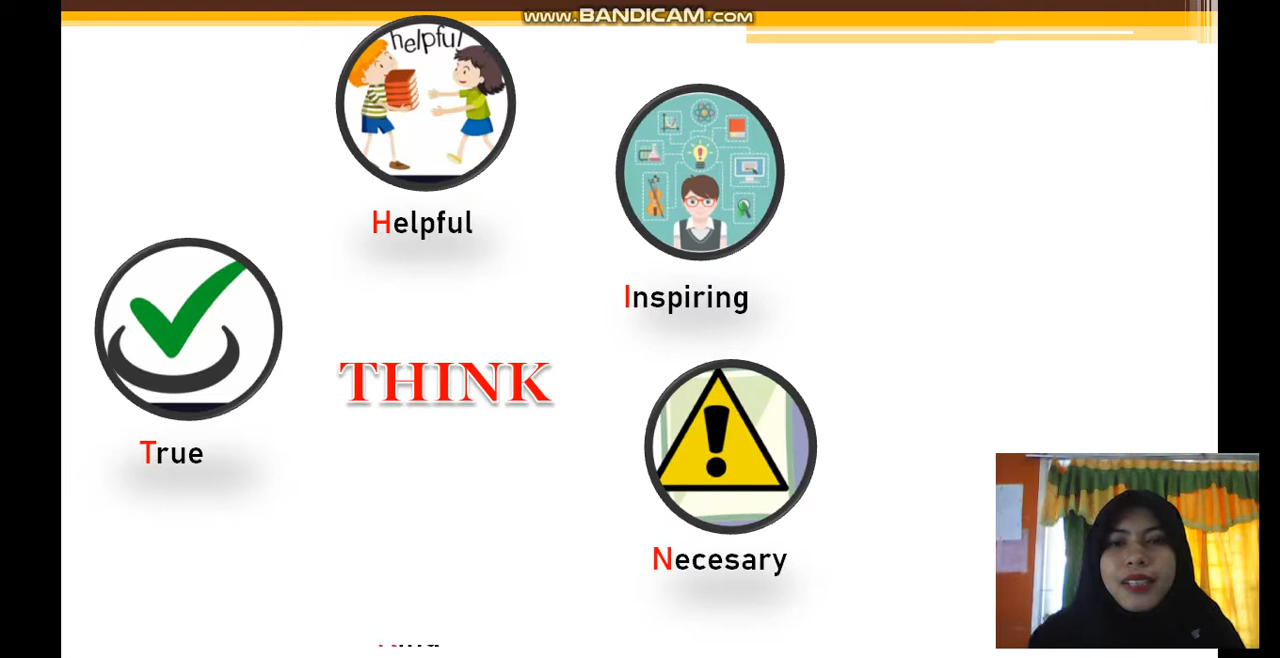 www.BANDICAM.com
helpful
Helpful
Inspiring
THINK
True
Necesary